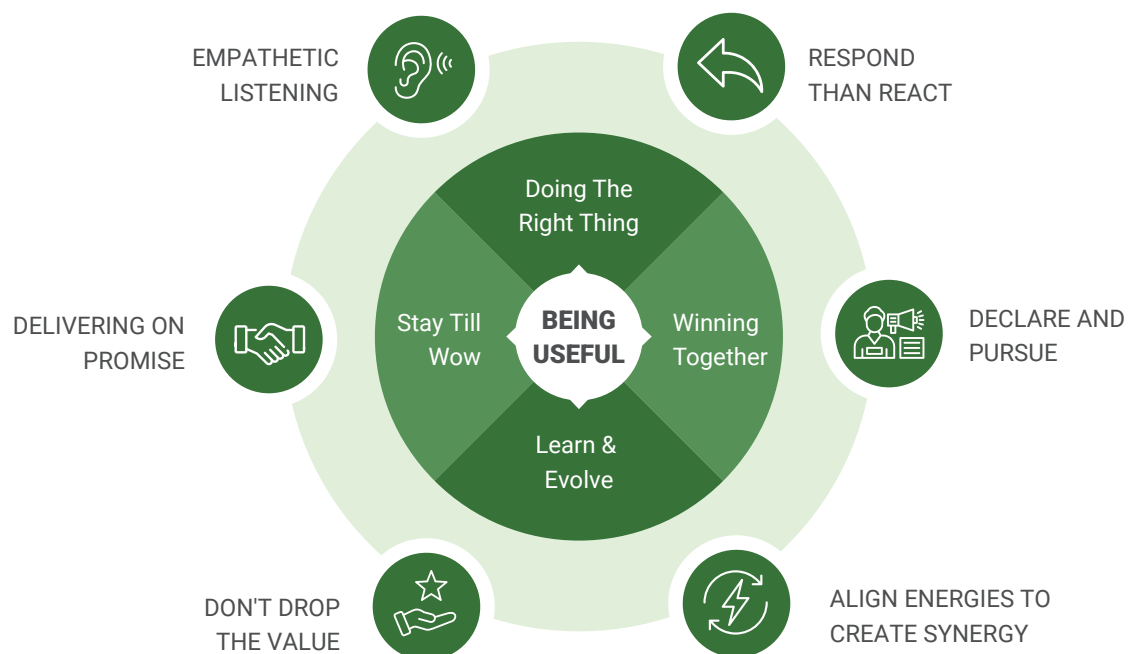 EMPATHETIC
LISTENING
RESPOND
THAN REACT
Doing The
Right Thing
DELIVERING ON
PROMISE
Stay Till
Wow
BEING
USEFUL
Winning
Together
DECLARE AND
PURSUE
Learn &
Evolve
DON'T DROP
THE VALUE
ALIGN ENERGIES TO
CREATE SYNERGY